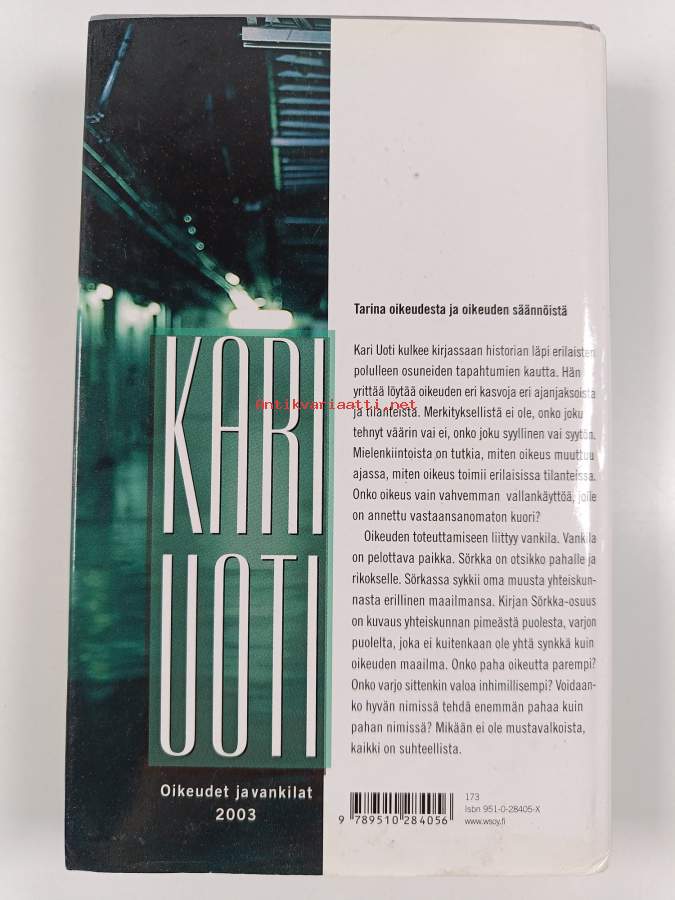 KARI
UOTI
Oikeudet ja vankilat
2003
Tarina oikeudesta ja oikeuden säännöistä
Kari Uoti kulkee kirjassaan historian läpi erilaisten
polulleen osuneiden tapahtumien kautta. Hän
yrittää löytää oikeuden eri kasvoja eri ajanjaksoista
ja tilanteista. Merkityksellistä ei ole, onko joku
tehnyt väärin vai ei, onko joku syyllinen vai syytön.
Mielenkiintoista on tutkia, miten oikeus muuttuu
ajassa, miten oikeus toimii erilaisissa tilanteissa.
Onko oikeus vain vahvemman vallankäyttöä, jolle
on annettu vastaansanomaton kuori?
Oikeuden toteuttamiseen liittyy vankila. Vankila
on pelottava paikka. Sörkka on otsikko pahalle ja
rikokselle. Sörkassa sykkii oma muusta yhteiskun-
nasta erillinen maailmansa. Kirjan Sörkka-osuus
on kuvaus yhteiskunnan pimeästä puolesta, varjon
puolelta, joka ei kuitenkaan ole yhtä synkkä kuin
oikeuden maailma. Onko paha oikeutta parempi?
Onko varjo sittenkin valoa inhimillisempi? Voidaan-
ko hyvän nimissä tehdä enemmän pahaa kuin
pahan nimissä? Mikään ei ole mustavalkoista,
kaikki on suhteellista.
173
Isbn 951-0-28405-X
www.wsoy.fi
9 789510 284056
Antikvariaatti.net